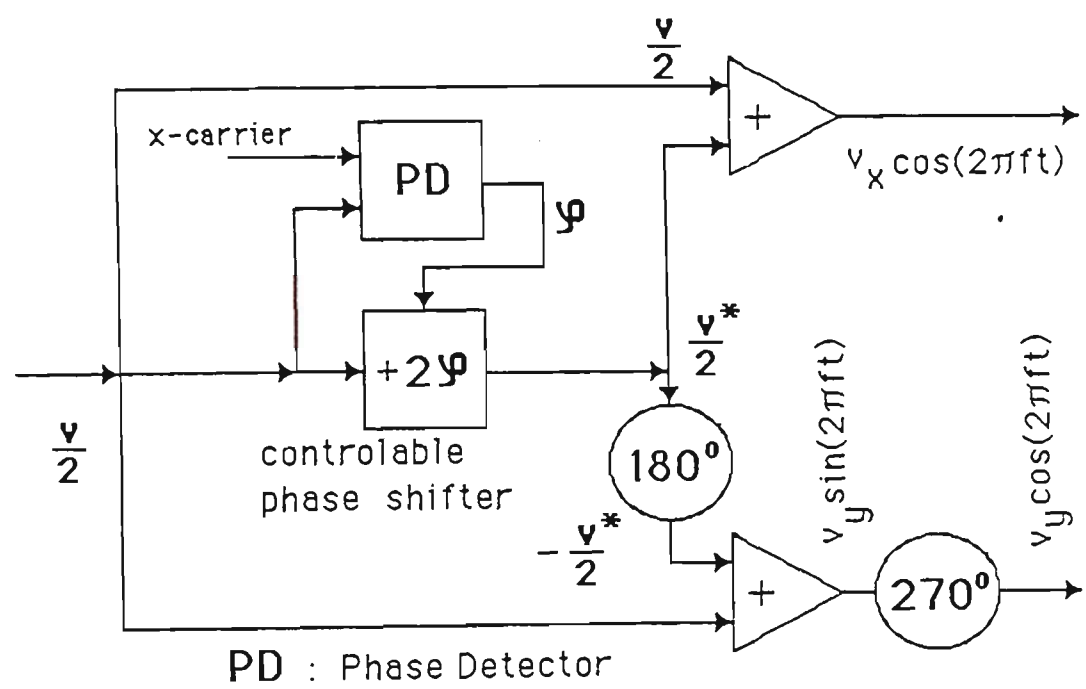 v/2
x-carrier
PD
+
v_x cos(2πft)
φ
v/2
+2φ
v*/2
controlable
phase shifter
180°
-v*/2
v_y sin(2πft)
v_y cos(2πft)
+
270°
PD : Phase Detector